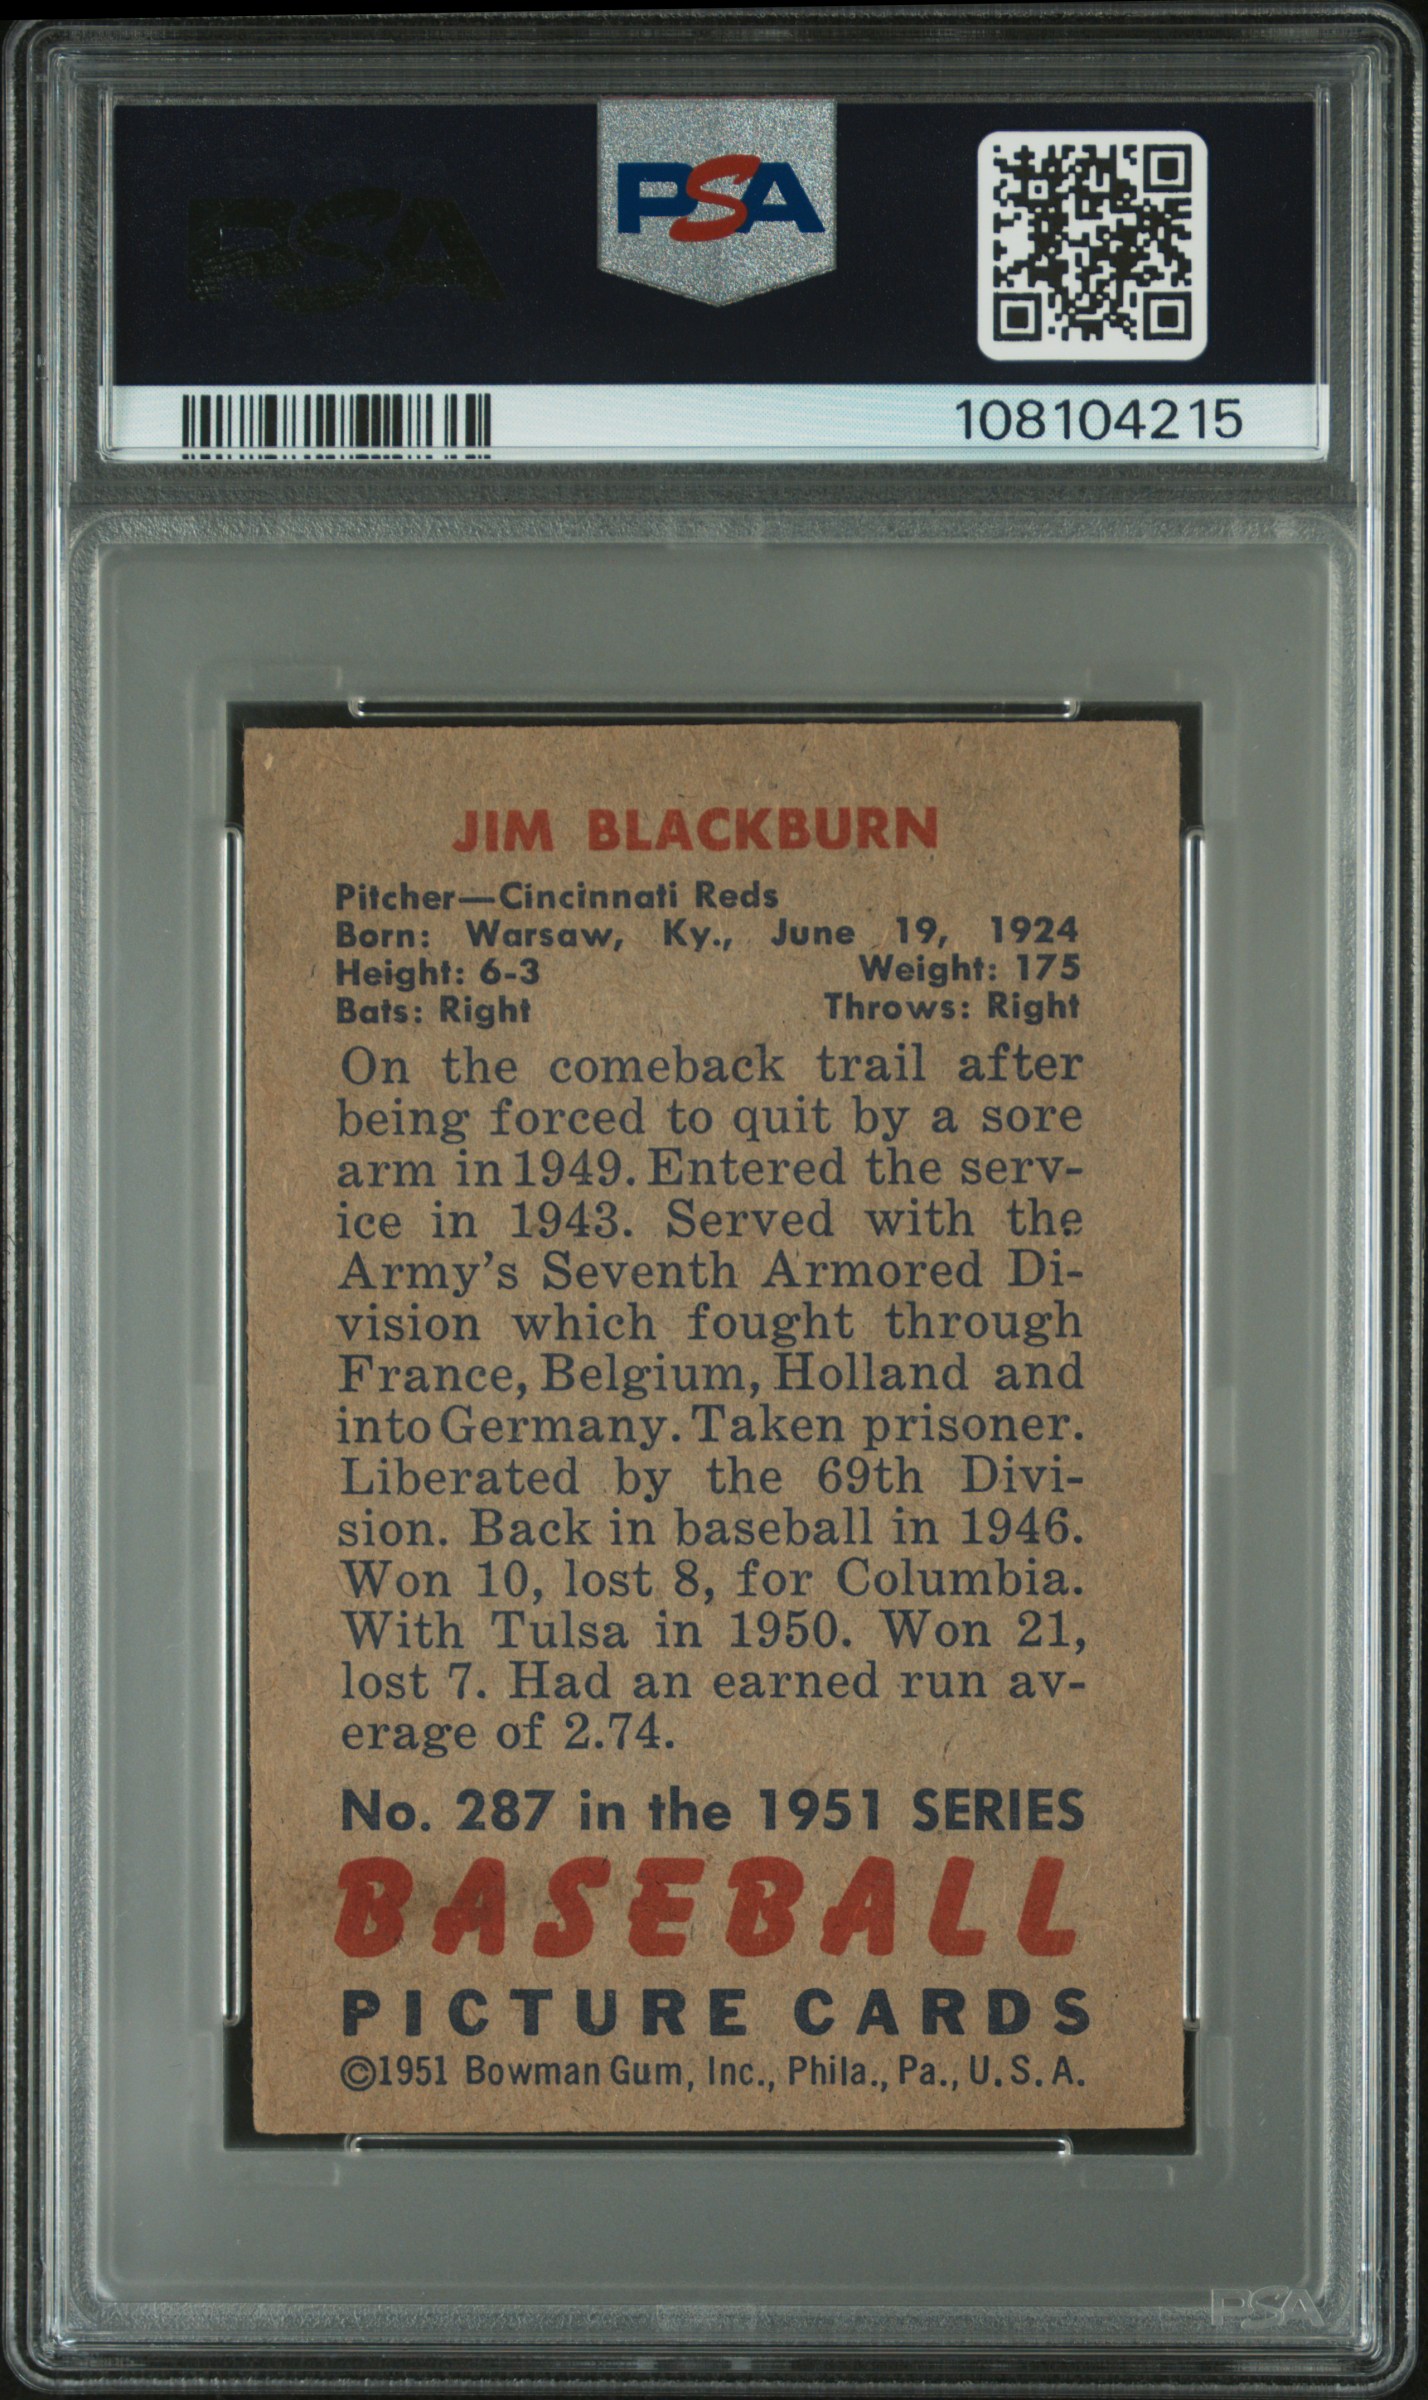 PSA
PSA
108104215
JIM BLACKBURN
Pitcher—Cincinnati Reds
Born: Warsaw, Ky., June 19, 1924
Height: 6-3 Weight: 175
Bats: Right Throws: Right
On the comeback trail after
being forced to quit by a sore
arm in 1949. Entered the serv-
ice in 1943. Served with the
Army's Seventh Armored Di-
vision which fought through
France, Belgium, Holland and
into Germany. Taken prisoner.
Liberated by the 69th Divi-
sion. Back in baseball in 1946.
Won 10, lost 8, for Columbia.
With Tulsa in 1950. Won 21,
lost 7. Had an earned run av-
erage of 2.74.
No. 287 in the 1951 SERIES
BASEBALL
PICTURE CARDS
©1951 Bowman Gum, Inc., Phila., Pa., U.S.A.
PSA